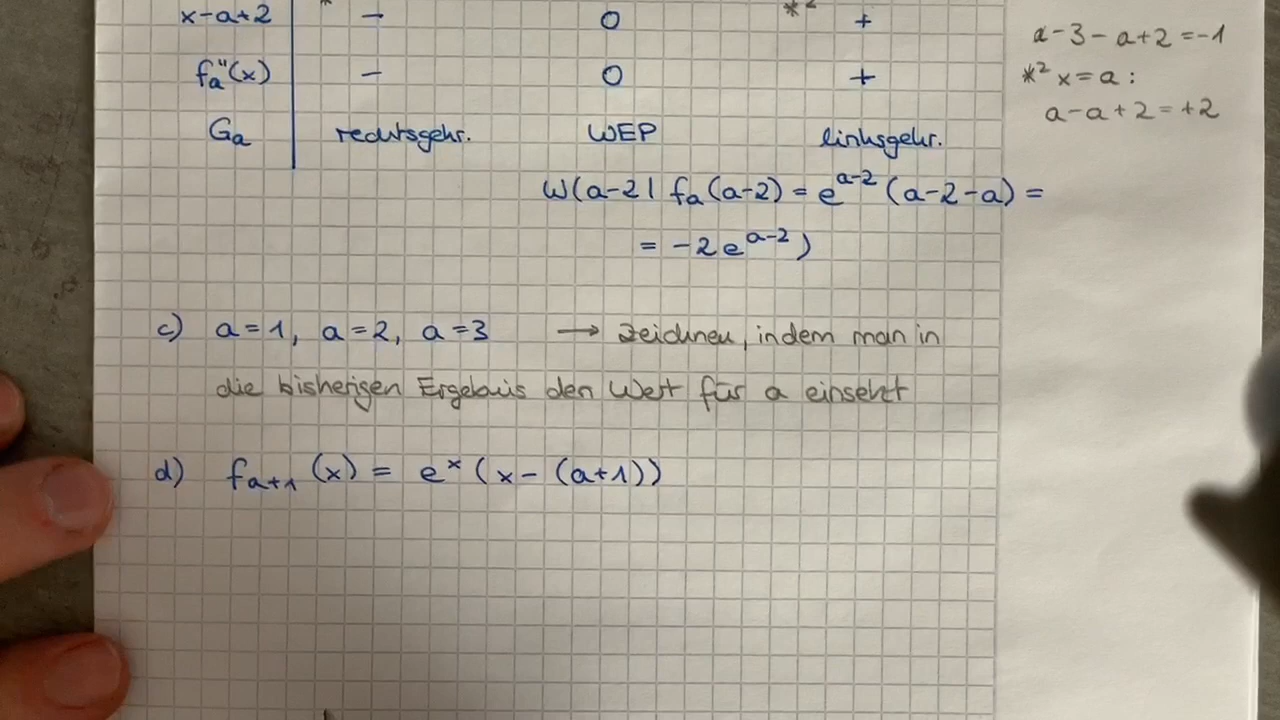 x-a+2 * - 0 *² +
fa''(x) - 0 +
Ga rechtsgekr. WEP linksgekr.
a-3-a+2=-1
*² x=a:
a-a+2=+2
W(a-2| fa(a-2) = e^(a-2) (a-2-a) =
= -2e^(a-2))
c) a=1, a=2, a=3 → zeichnen, indem man in
die bisherigen Ergebnis den Wert für a einsetzt
d) fa+1 (x) = e^x (x-(a+1))